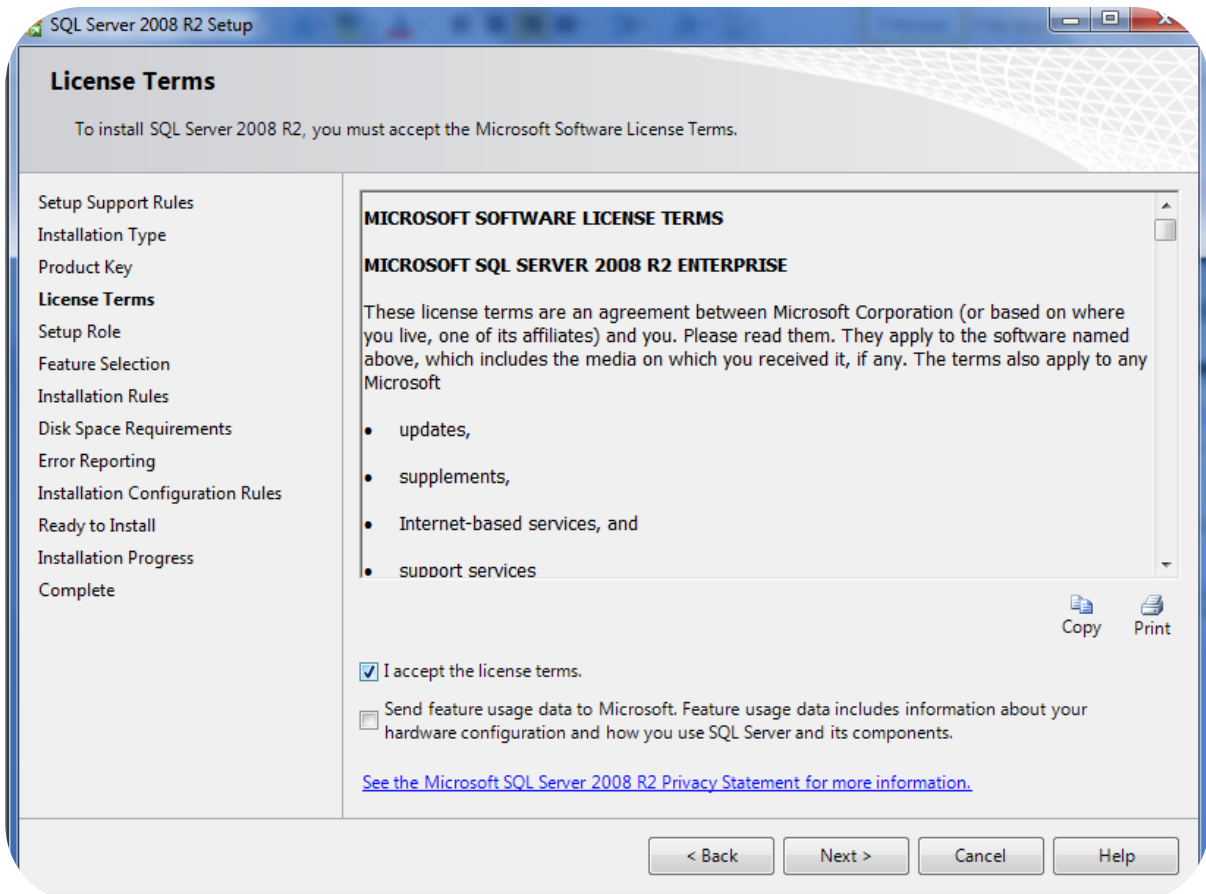 SQL Server 2008 R2 Setup
License Terms
To install SQL Server 2008 R2, you must accept the Microsoft Software License Terms.
Setup Support Rules
Installation Type
Product Key
License Terms
Setup Role
Feature Selection
Installation Rules
Disk Space Requirements
Error Reporting
Installation Configuration Rules
Ready to Install
Installation Progress
Complete
MICROSOFT SOFTWARE LICENSE TERMS
MICROSOFT SQL SERVER 2008 R2 ENTERPRISE
These license terms are an agreement between Microsoft Corporation (or based on where
you live, one of its affiliates) and you. Please read them. They apply to the software named
above, which includes the media on which you received it, if any. The terms also apply to any
Microsoft
• updates,
• supplements,
• Internet-based services, and
• support services
Copy Print
I accept the license terms.
Send feature usage data to Microsoft. Feature usage data includes information about your
hardware configuration and how you use SQL Server and its components.
See the Microsoft SQL Server 2008 R2 Privacy Statement for more information.
< Back Next > Cancel Help